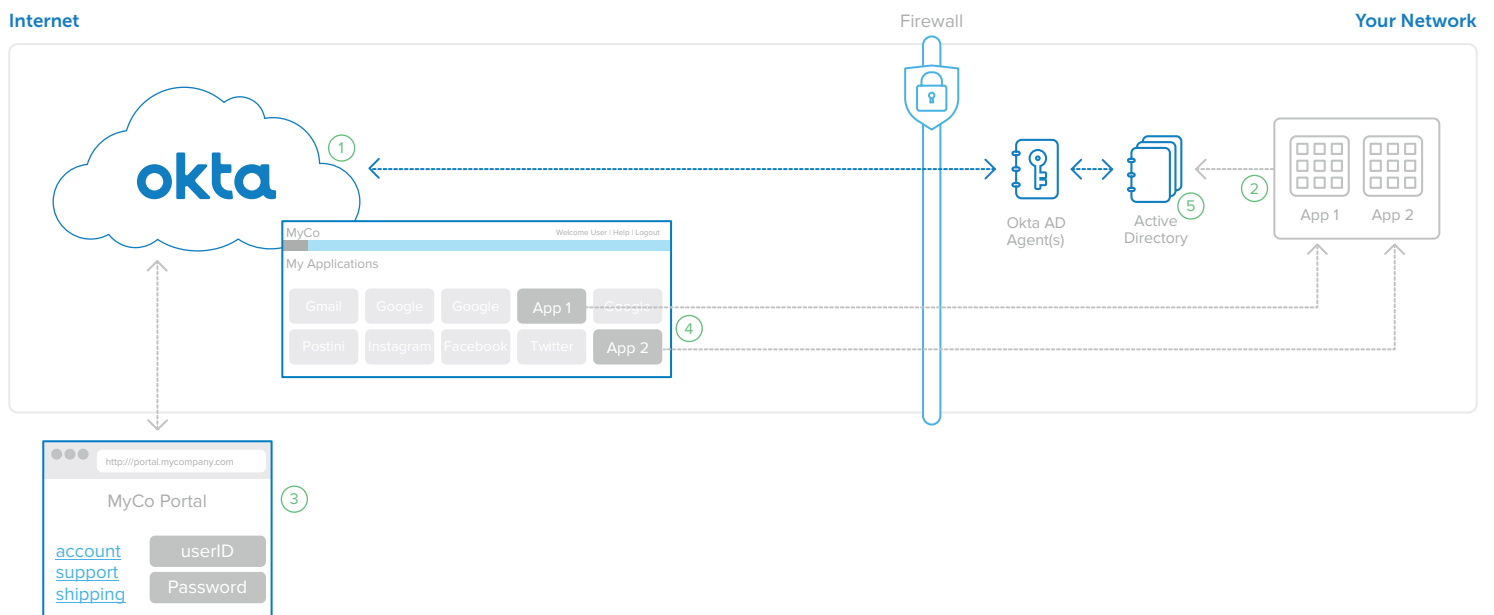 Internet
Firewall
Your Network
okta
1
2
5
App 1 App 2
Okta AD
Agent(s)
Active
Directory
MyCo
Welcome User | Help | Logout
My Applications
Gmail Google Google App 1 Google
4
Postini Instagram Facebook Twitter App 2
http:///portal.mycompany.com
MyCo Portal
3
account
support
shipping
userID
Password